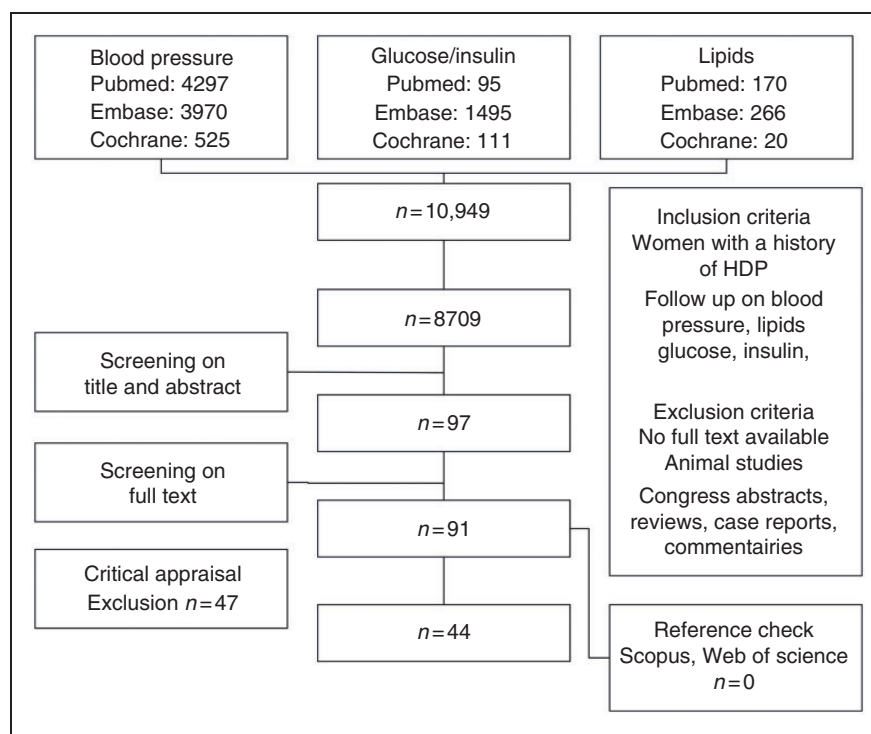 Blood pressure
Pubmed: 4297
Embase: 3970
Cochrane: 525
Glucose/insulin
Pubmed: 95
Embase: 1495
Cochrane: 111
Lipids
Pubmed: 170
Embase: 266
Cochrane: 20
n=10,949
Inclusion criteria
Women with a history
of HDP
Follow up on blood
pressure, lipids
glucose, insulin,
Exclusion criteria
No full text available
Animal studies
Congress abstracts,
reviews, case reports,
commentairies
n=8709
Screening on
title and abstract
n=97
Screening on
full text
n=91
Critical appraisal
Exclusion n=47
n=44
Reference check
Scopus, Web of science
n=0